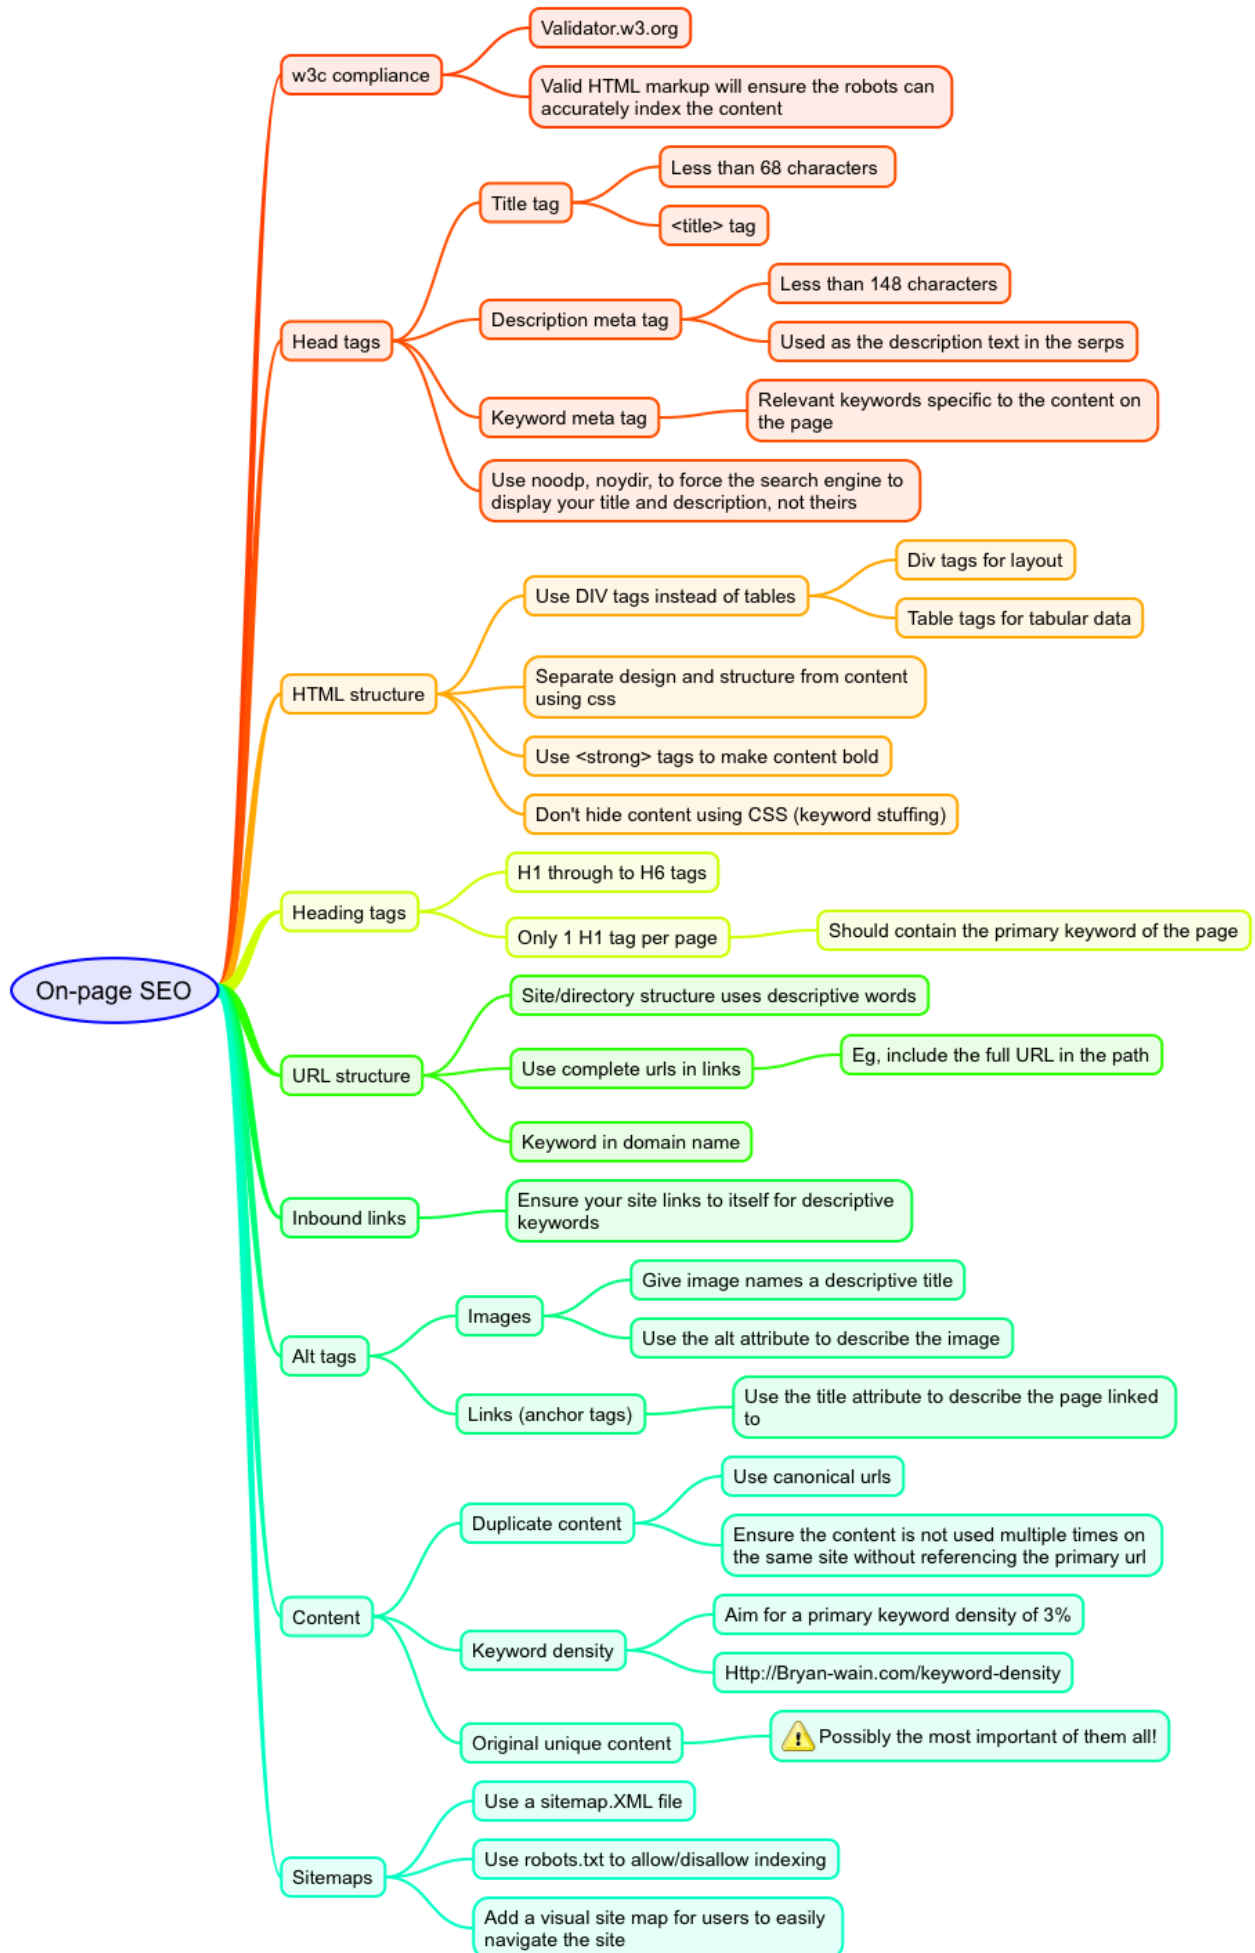 Validator.w3.org
w3c compliance
Valid HTML markup will ensure the robots can
accurately index the content
Less than 68 characters
Title tag
<title> tag
Less than 148 characters
Description meta tag
Used as the description text in the serps
Head tags
Keyword meta tag
Relevant keywords specific to the content on
the page
Use noodp, noydir, to force the search engine to
display your title and description, not theirs
Div tags for layout
Use DIV tags instead of tables
Table tags for tabular data
HTML structure
Separate design and structure from content
using css
Use <strong> tags to make content bold
Don't hide content using CSS (keyword stuffing)
H1 through to H6 tags
Heading tags
Only 1 H1 tag per page
Should contain the primary keyword of the page
On-page SEO
Site/directory structure uses descriptive words
URL structure
Use complete urls in links
Eg, include the full URL in the path
Keyword in domain name
Inbound links
Ensure your site links to itself for descriptive
keywords
Give image names a descriptive title
Images
Use the alt attribute to describe the image
Alt tags
Links (anchor tags)
Use the title attribute to describe the page linked
to
Use canonical urls
Duplicate content
Ensure the content is not used multiple times on
the same site without referencing the primary url
Content
Aim for a primary keyword density of 3%
Keyword density
Http://Bryan-wain.com/keyword-density
Original unique content
Possibly the most important of them all!
Use a sitemap.XML file
Sitemaps
Use robots.txt to allow/disallow indexing
Add a visual site map for users to easily
navigate the site